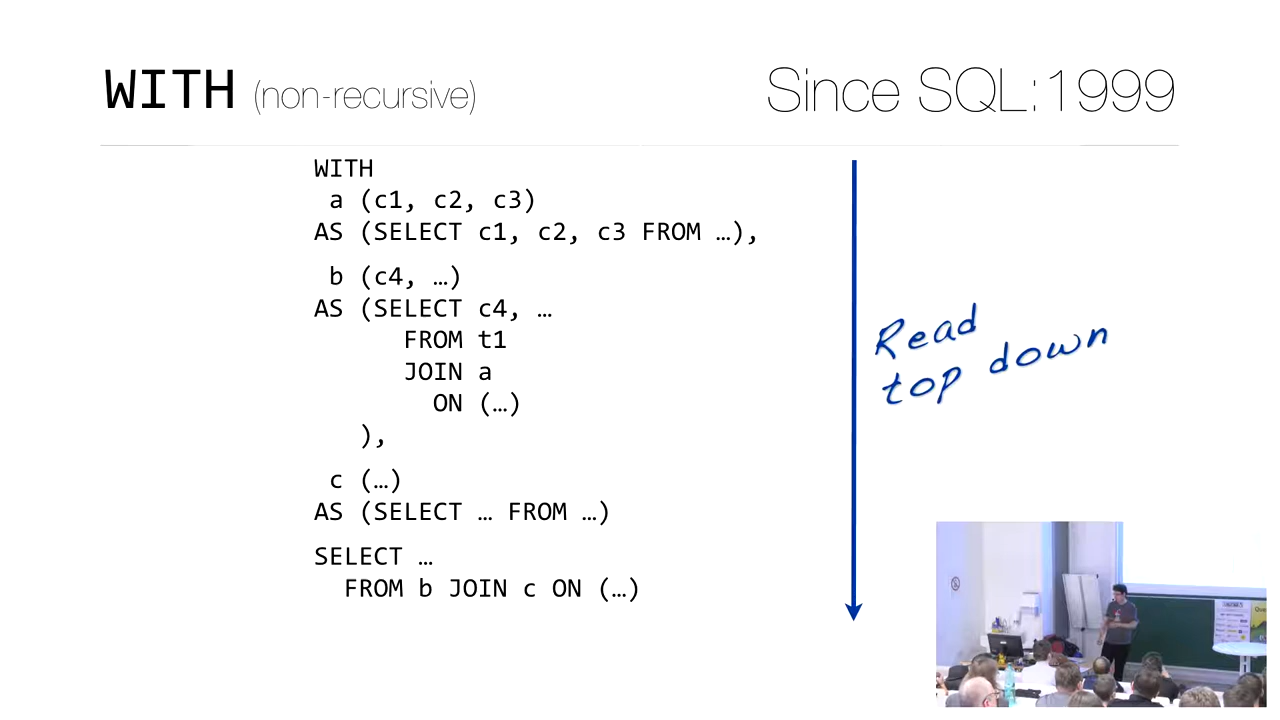 WITH (non-recursive)
Since SQL:1999
WITH
a (c1, c2, c3)
AS (SELECT c1, c2, c3 FROM …),
b (c4, …)
AS (SELECT c4, …
FROM t1
JOIN a
ON (…)
),
c (…)
AS (SELECT … FROM …)
SELECT …
FROM b JOIN c ON (…)
Read
top down